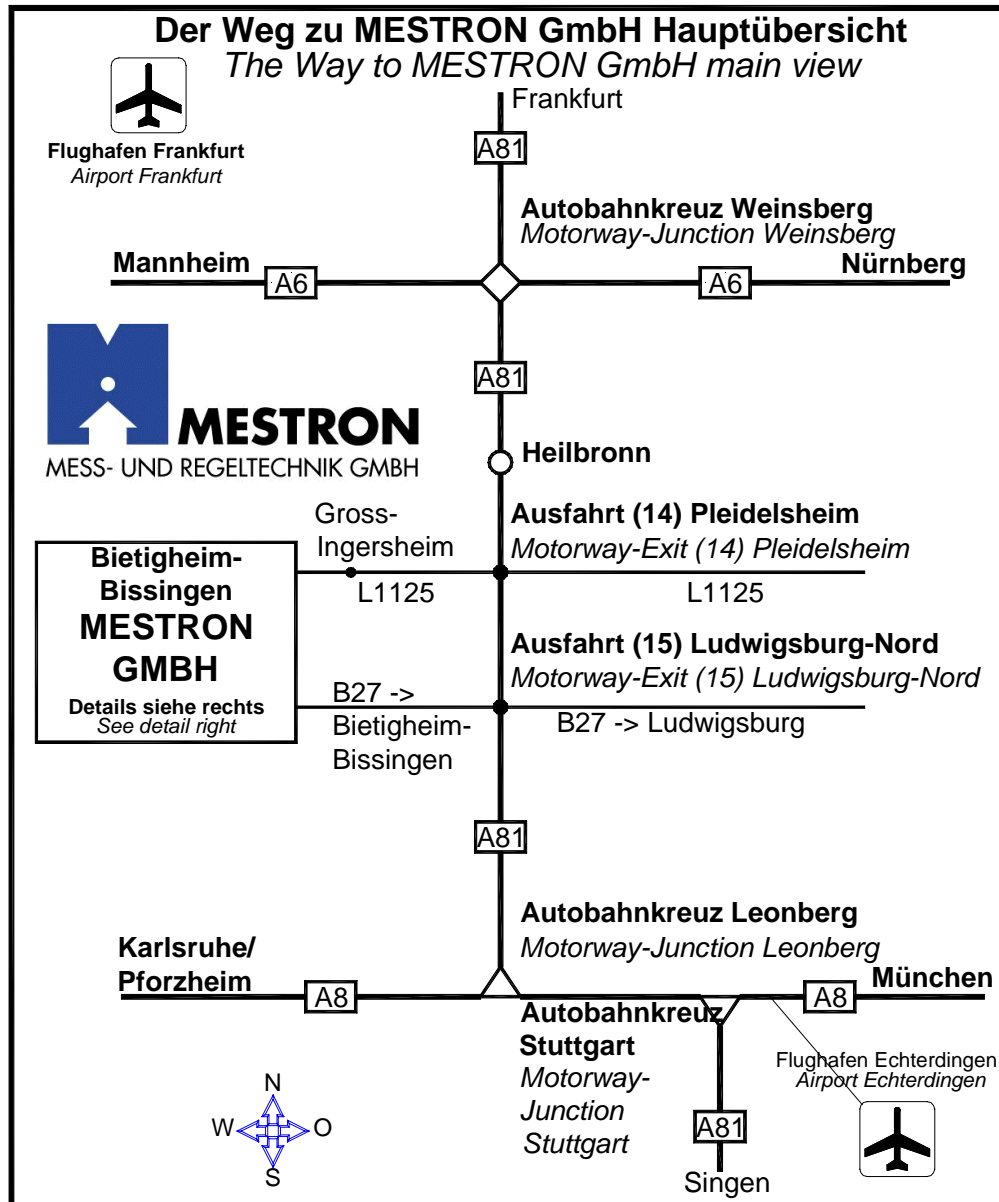 Der Weg zu MESTRON GmbH Hauptübersicht
The Way to MESTRON GmbH main view
Frankfurt
A81
Flughafen Frankfurt
Airport Frankfurt
Autobahnkreuz Weinsberg
Motorway-Junction Weinsberg
Mannheim
Nürnberg
A6
A6
A81
MESTRON
MESS- UND REGELTECHNIK GMBH
Heilbronn
Gross-
Ingersheim
L1125
Ausfahrt (14) Pleidelsheim
Motorway-Exit (14) Pleidelsheim
L1125
Bietigheim-
Bissingen
MESTRON
GMBH
Details siehe rechts
See detail right
Ausfahrt (15) Ludwigsburg-Nord
Motorway-Exit (15) Ludwigsburg-Nord
B27 ->
Bietigheim-
Bissingen
B27 -> Ludwigsburg
A81
Autobahnkreuz Leonberg
Motorway-Junction Leonberg
Karlsruhe/
Pforzheim
A8
A8
München
Autobahnkreuz
Stuttgart
Motorway-
Junction
Stuttgart
Flughafen Echterdingen
Airport Echterdingen
A81
Singen
N
W
O
S